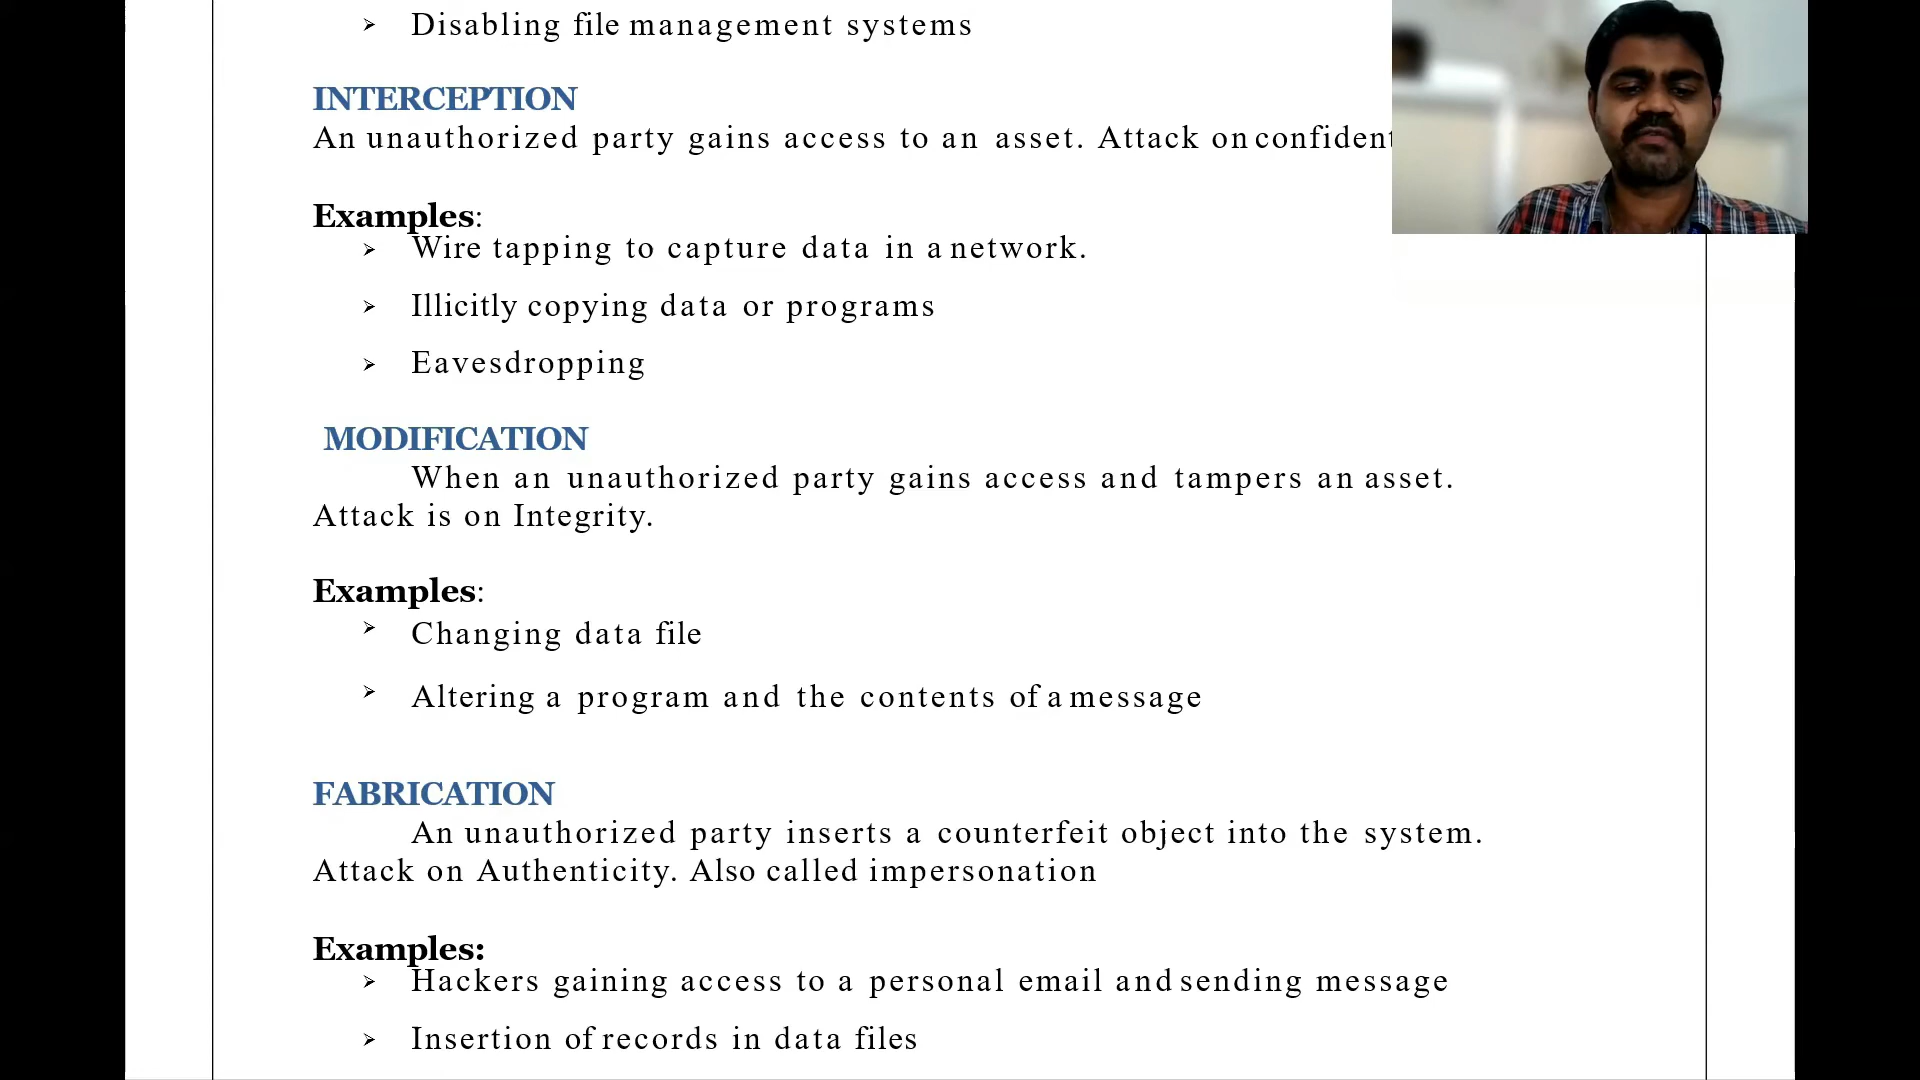 ➢ Disabling file management systems
INTERCEPTION
An unauthorized party gains access to an asset. Attack on
Examples:
➢ Wire tapping to capture data in a network.
➢ Illicitly copying data or programs
➢ Eavesdropping
MODIFICATION
When an unauthorized party gains access and tampers an asset.
Attack is on Integrity.
Examples:
➢ Changing data file
➢ Altering a program and the contents of a message
FABRICATION
An unauthorized party inserts a counterfeit object into the system.
Attack on Authenticity. Also called impersonation
Examples:
➢ Hackers gaining access to a personal email and sending message
➢ Insertion of records in data files